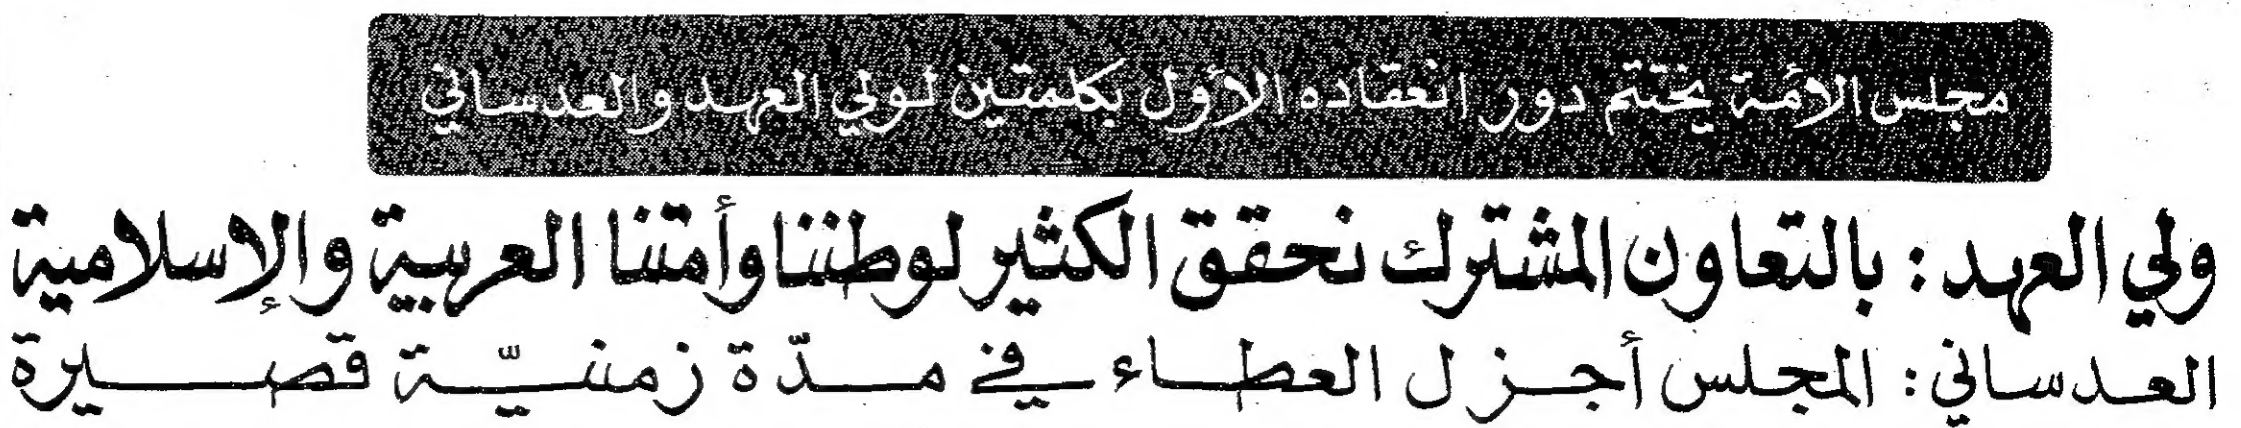 مجلس الأمة يختتم دور انعقاده الأول بكلمتين لولي العهد والعدساني
ولي العهد: بالتعاون المشترك نحقق الكثير لوطننا وأمتنا العربية والإسلامية
العدساني: المجلس أجزل العطاء في مدّة زمنيّة قصيرة